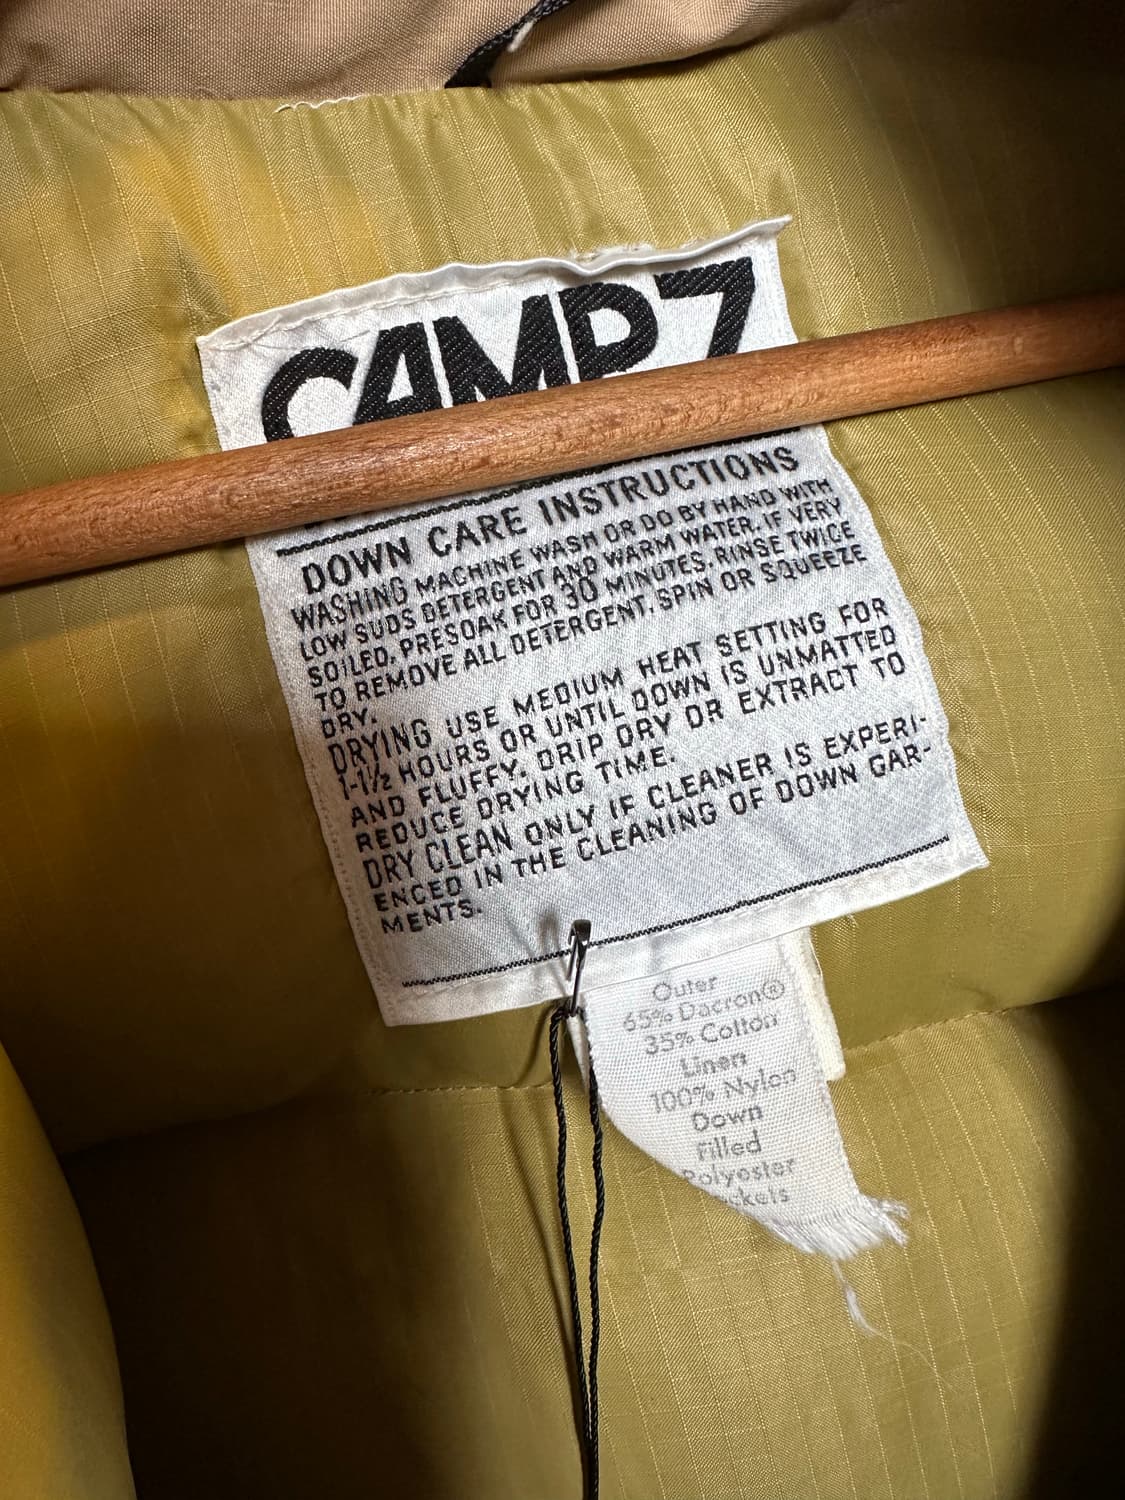 CAMP 7
DOWN CARE INSTRUCTIONS
WASHING MACHINE WASH OR DO BY HAND WITH
LOW SUDS DETERGENT AND WARM WATER. IF VERY
SOILED, PRESOAK FOR 30 MINUTES. RINSE TWICE
TO REMOVE ALL DETERGENT. SPIN OR SQUEEZE
DRY.
DRYING USE MEDIUM HEAT SETTING FOR
1-1½ HOURS OR UNTIL DOWN IS UNMATTED
AND FLUFFY. DRIP DRY OR EXTRACT TO
REDUCE DRYING TIME.
DRY CLEAN ONLY IF CLEANER IS EXPERI-
ENCED IN THE CLEANING OF DOWN GAR-
MENTS.
Outer
65% Dacron®
35% Cotton
Linen
100% Nylon
Down
Filled
Polyester